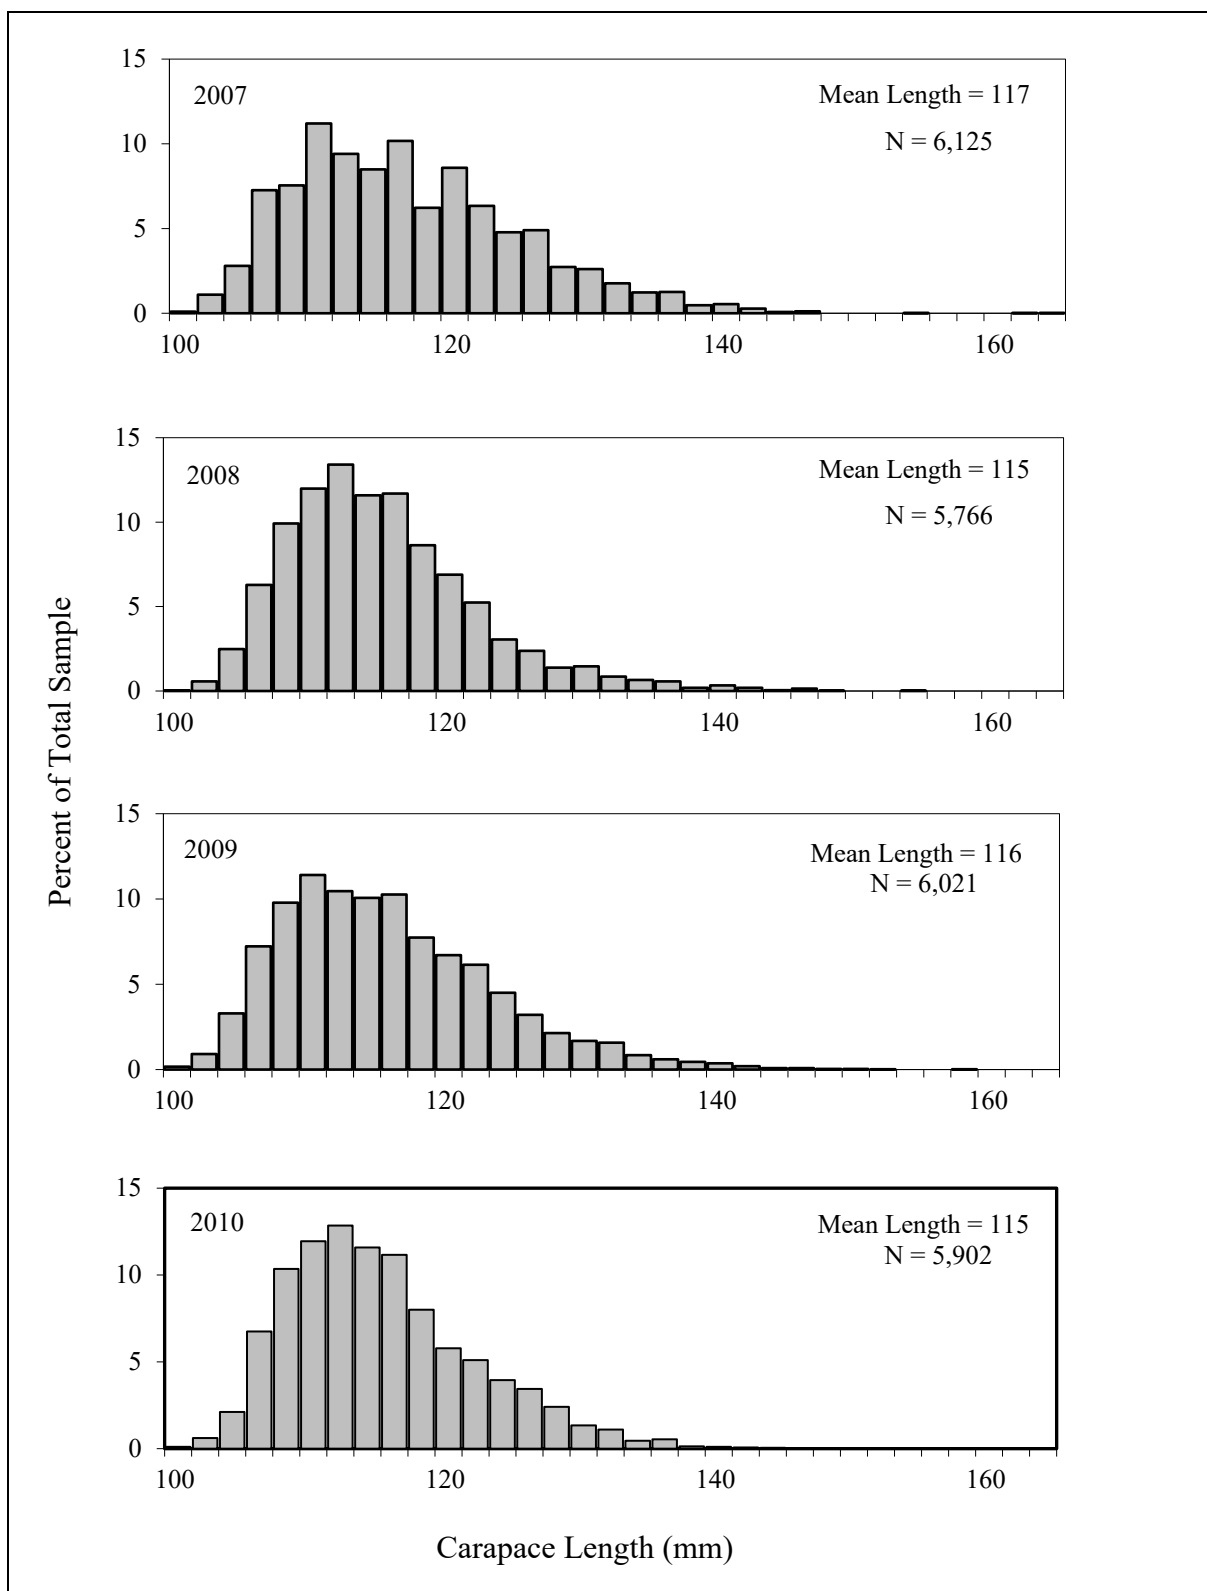 15
2007
Mean Length = 117
10
N = 6,125
5
0
100 120 140 160
15
2008
Mean Length = 115
10
N = 5,766
5
0
100 120 140 160
Percent of Total Sample
15
2009
Mean Length = 116
10
N = 6,021
5
0
100 120 140 160
15
2010
Mean Length = 115
10
N = 5,902
5
0
100 120 140 160
Carapace Length (mm)